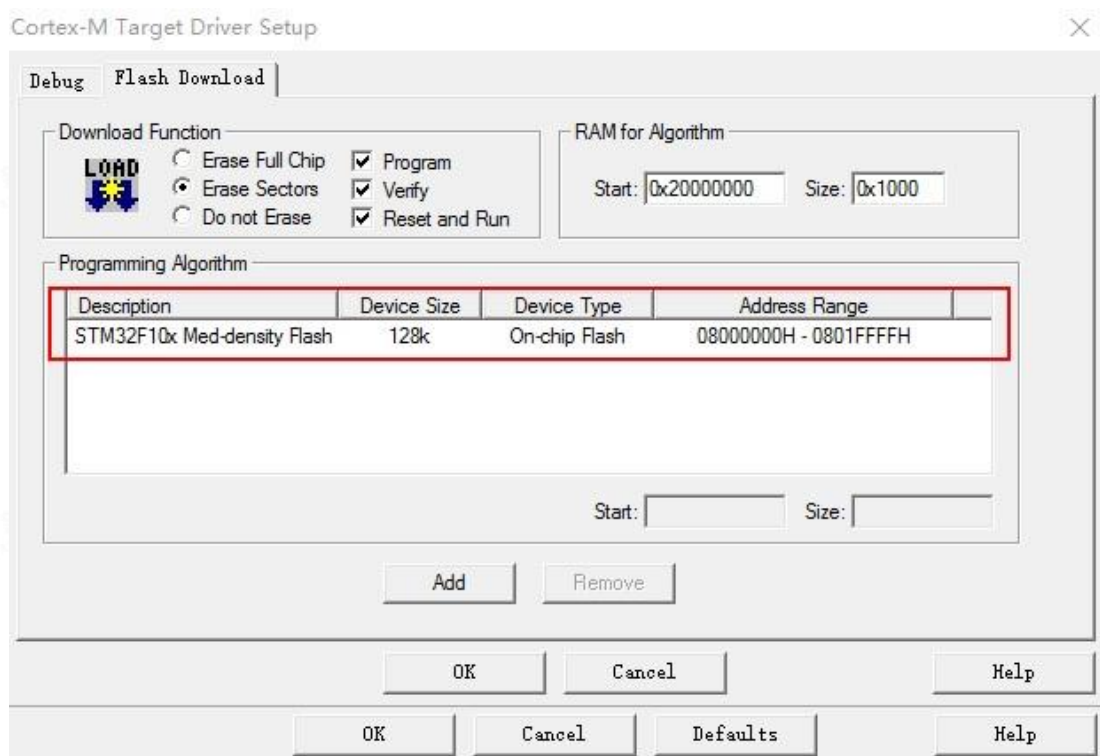 Cortex-M Target Driver Setup
Debug Flash Download
Download Function
RAM for Algorithm
LOAD
Erase Full Chip Program
Erase Sectors Verify
Do not Erase Reset and Run
Start: 0x20000000 Size: 0x1000
Programming Algorithm
Description Device Size Device Type Address Range
STM32F10x Med-density Flash 128k On-chip Flash 08000000H - 0801FFFFH
Start: Size:
Add Remove
OK Cancel Help
OK Cancel Defaults Help